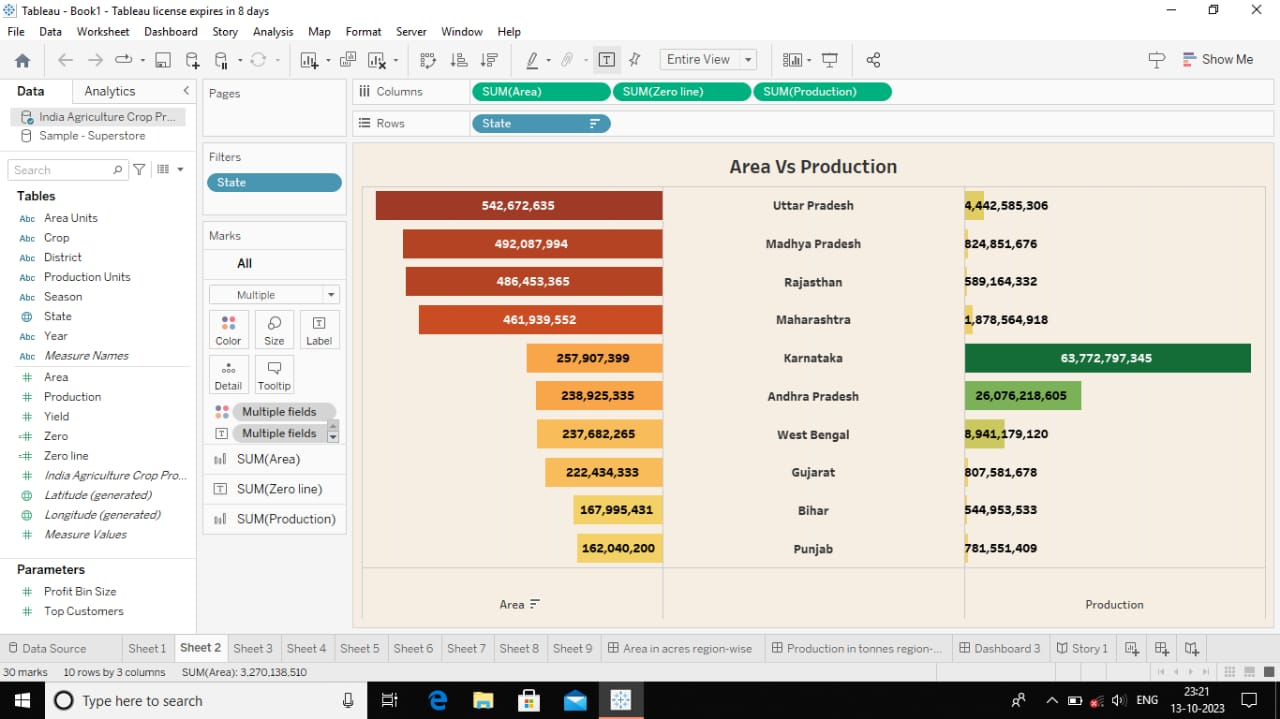 Tableau - Book1 - Tableau license expires in 8 days
File Data Worksheet Dashboard Story Analysis Map Format Server Window Help
Entire View
Show Me
Data Analytics
India Agriculture Crop Pr...
Sample - Superstore
Search
Tables
Abc Area Units
Abc Crop
Abc District
Abc Production Units
Abc Season
State
Abc Year
Abc Measure Names
Area
Production
Yield
Zero
Zero line
India Agriculture Crop Pro...
Latitude (generated)
Longitude (generated)
Measure Values
Parameters
Profit Bin Size
Top Customers
Pages
Filters
State
Marks
All
Multiple
Color Size Label
Detail Tooltip
Multiple fields
Multiple fields
SUM(Area)
SUM(Zero line)
SUM(Production)
Columns SUM(Area) SUM(Zero line) SUM(Production)
Rows State
Area Vs Production
542,672,635 Uttar Pradesh 4,442,585,306
492,087,994 Madhya Pradesh 824,851,676
486,453,365 Rajasthan 589,164,332
461,939,552 Maharashtra 1,878,564,918
257,907,399 Karnataka 63,772,797,345
238,925,335 Andhra Pradesh 26,076,218,605
237,682,265 West Bengal 8,941,179,120
222,434,333 Gujarat 807,581,678
167,995,431 Bihar 544,953,533
162,040,200 Punjab 781,551,409
Area Production
Data Source Sheet 1 Sheet 2 Sheet 3 Sheet 4 Sheet 5 Sheet 6 Sheet 7 Sheet 8 Sheet 9 Area in acres region-wise Production in tonnes region-... Dashboard 3 Story 1
30 marks 10 rows by 3 columns SUM(Area): 3,270,138,510
Type here to search
ENG
23:21
13-10-2023